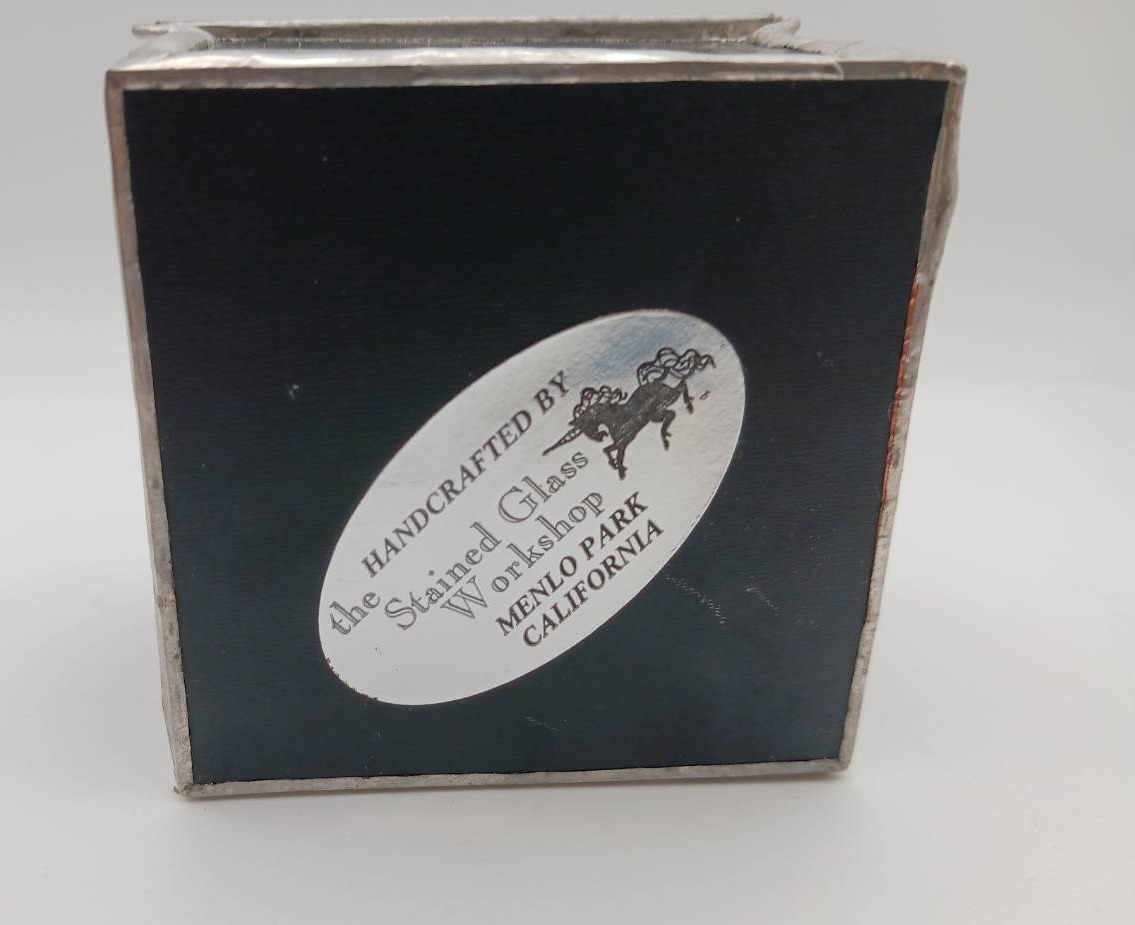 HANDCRAFTED BY
the Stained Glass
Workshop
MENLO PARK
CALIFORNIA